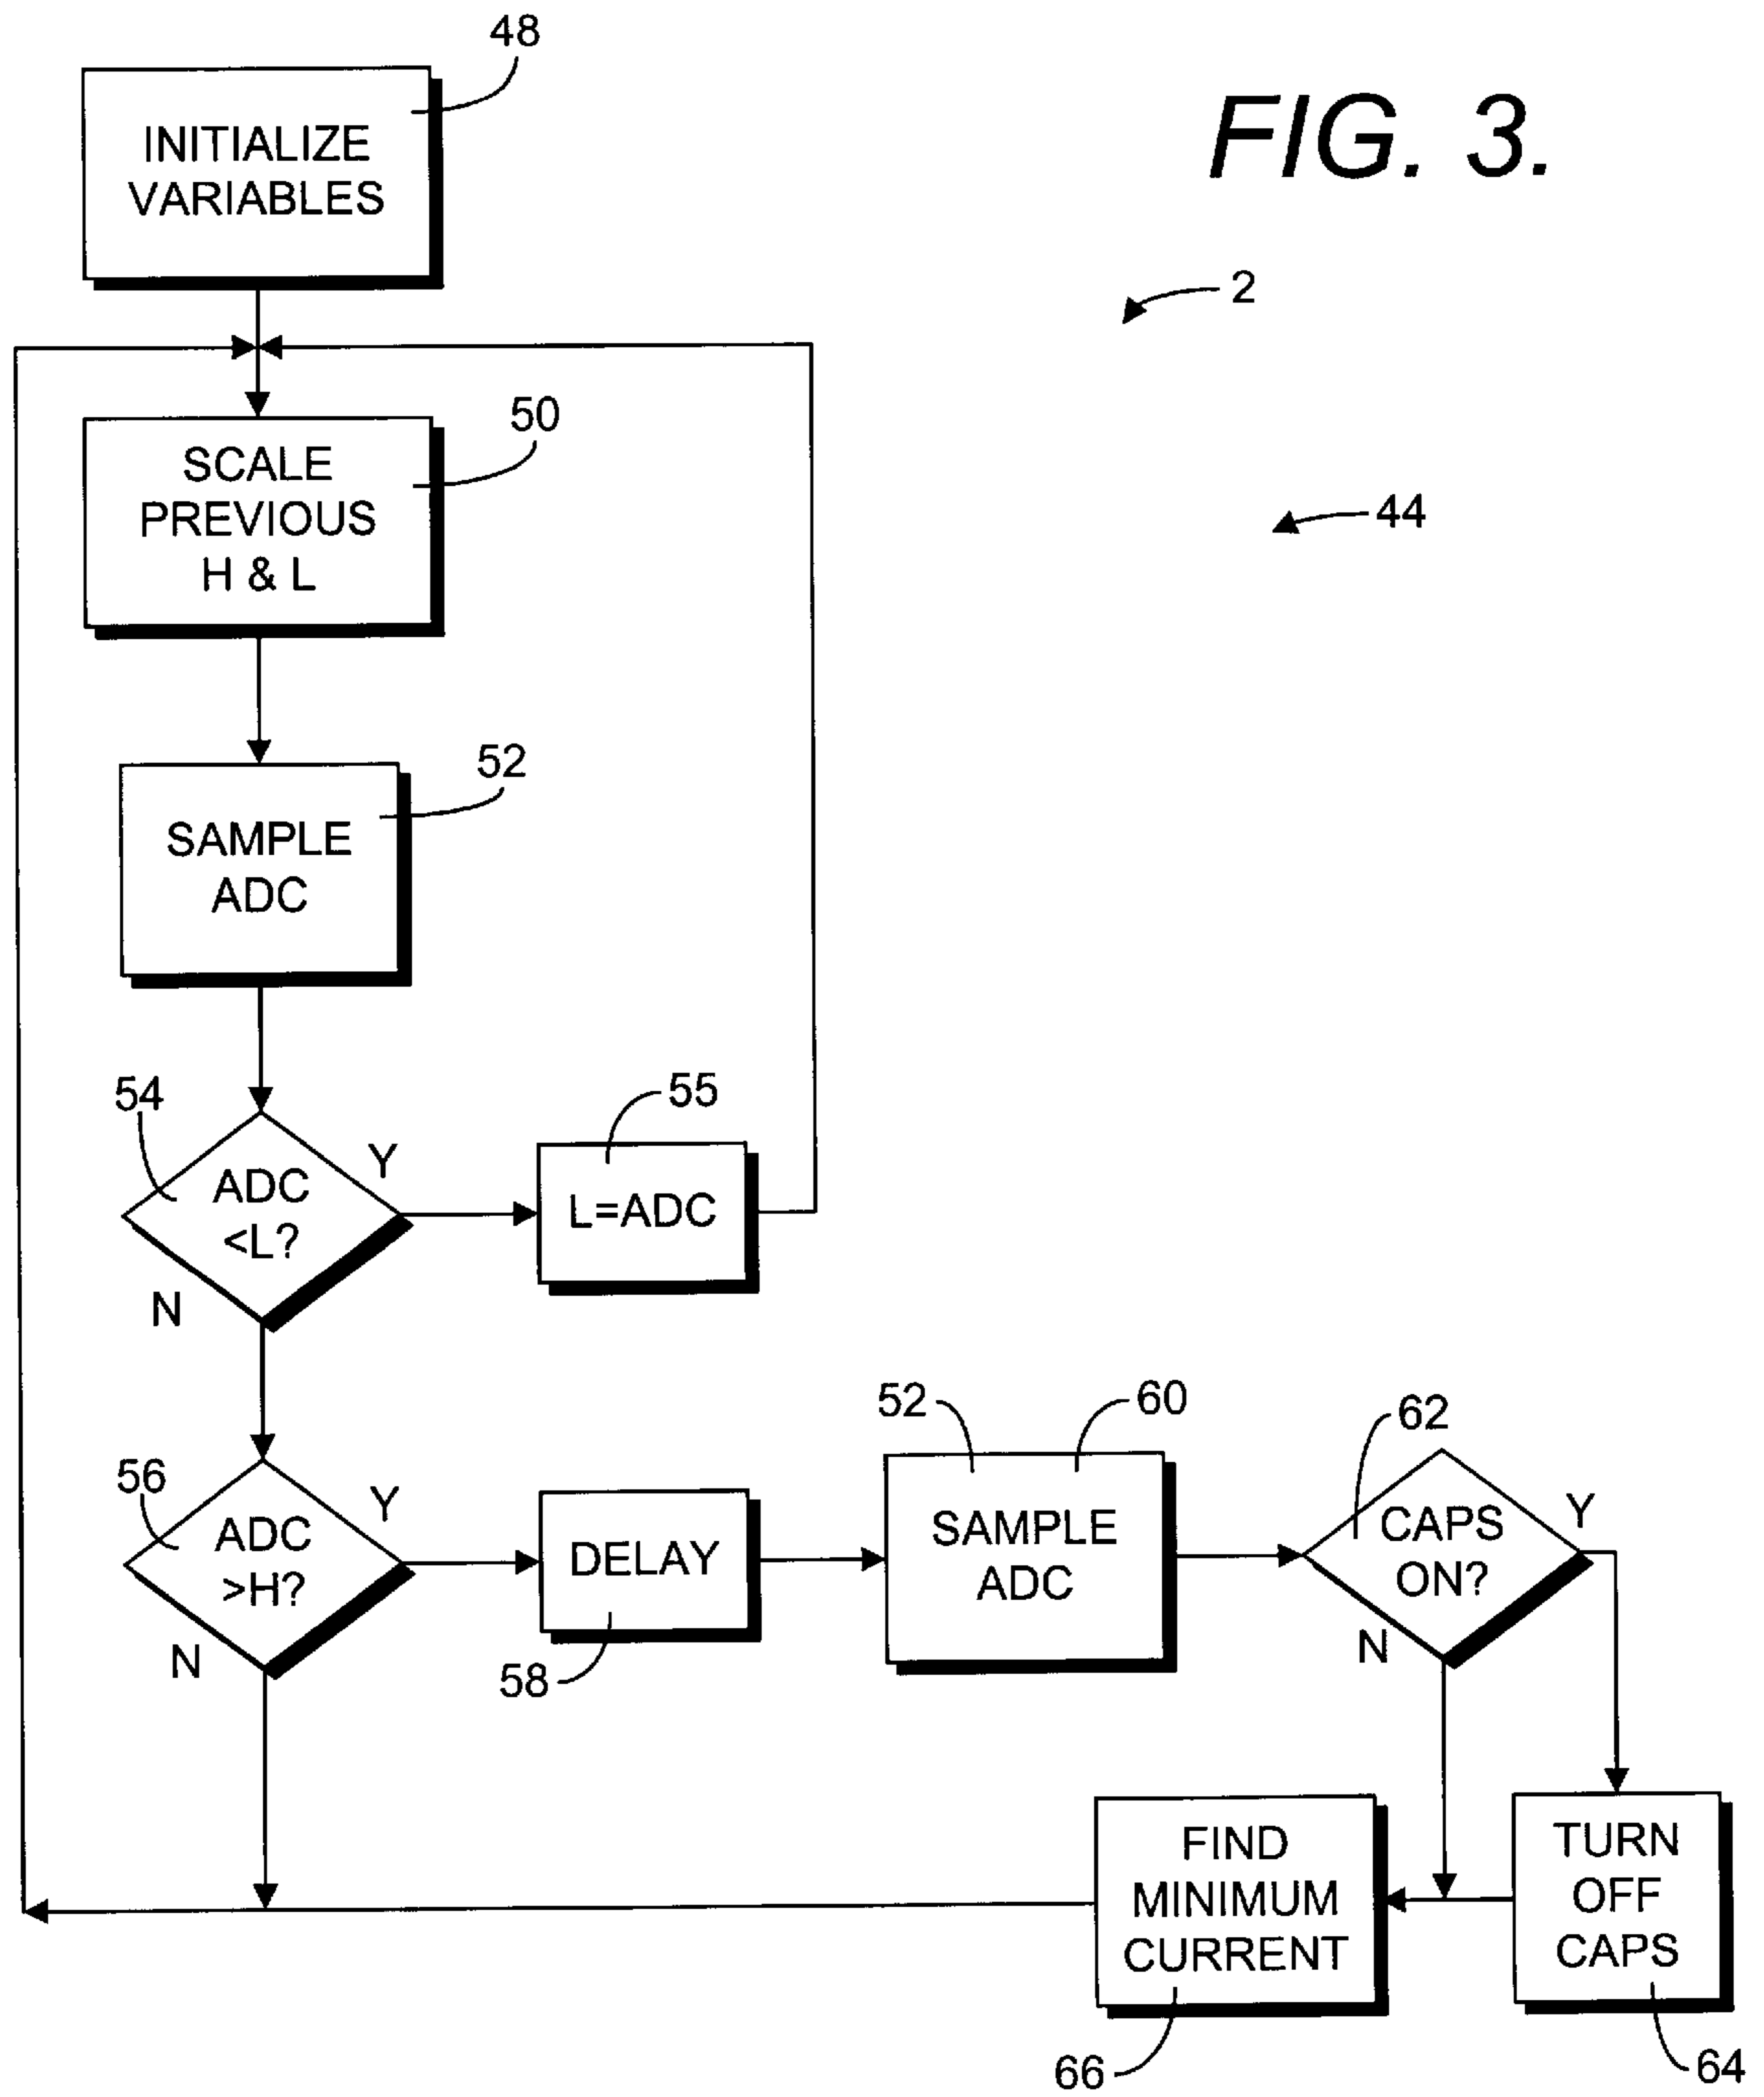 48
FIG. 3.
INITIALIZE
VARIABLES
2
50
SCALE
PREVIOUS
H & L
44
52
SAMPLE
ADC
54
55
Y
ADC
<L?
L=ADC
N
52
60
62
56
Y
ADC
>H?
DELAY
SAMPLE
ADC
CAPS
ON?
Y
N
N
58
FIND
MINIMUM
CURRENT
TURN
OFF
CAPS
66
64